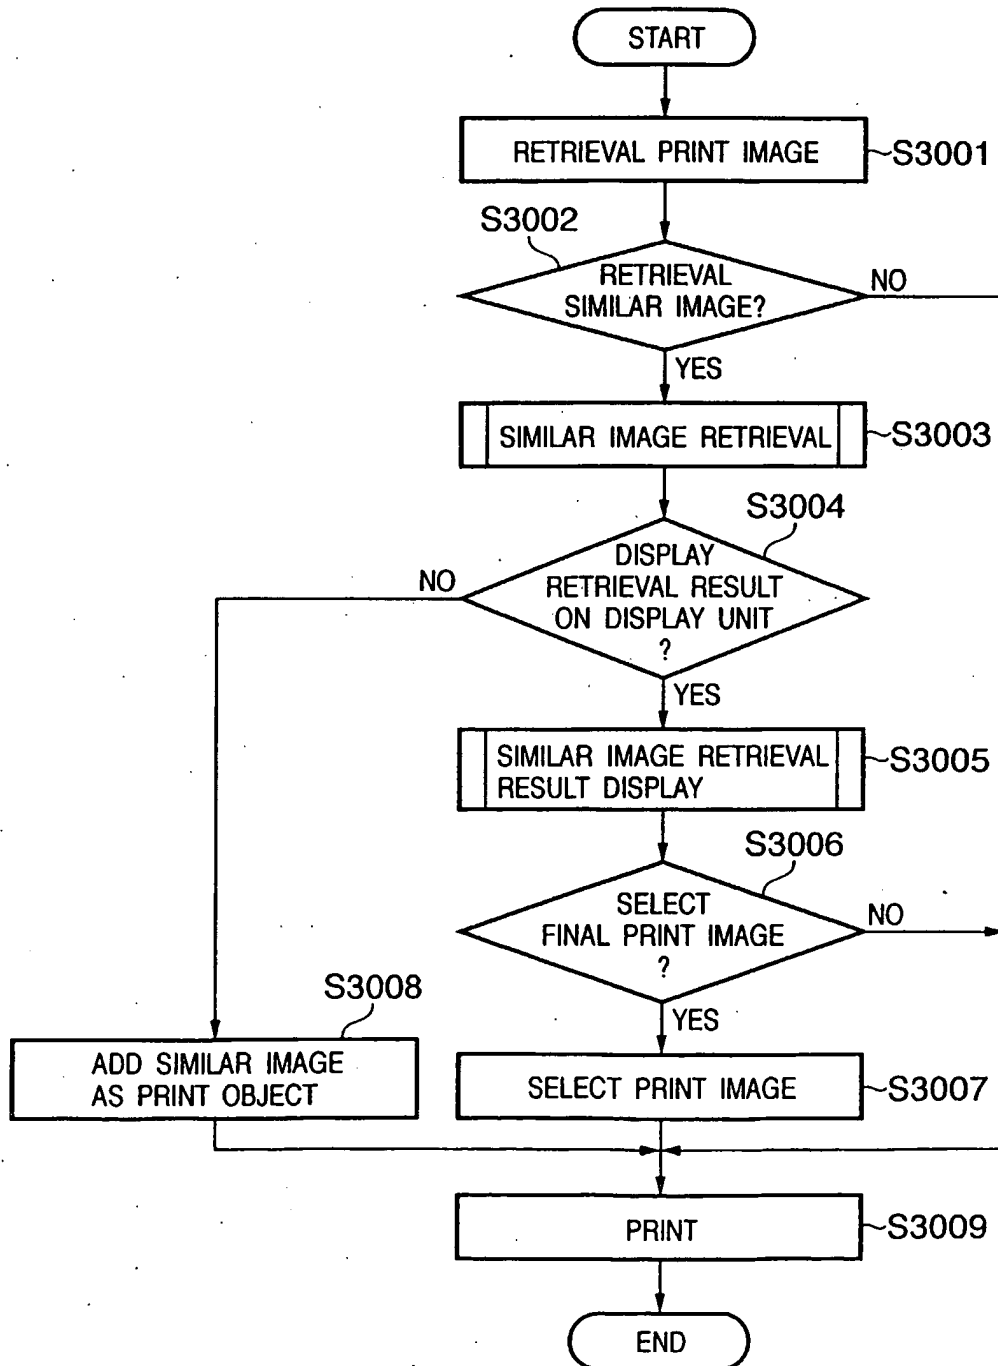 START
RETRIEVAL PRINT IMAGE
S3001
S3002
RETRIEVAL
SIMILAR IMAGE?
NO
YES
SIMILAR IMAGE RETRIEVAL
S3003
S3004
DISPLAY
RETRIEVAL RESULT
ON DISPLAY UNIT
?
NO
YES
SIMILAR IMAGE RETRIEVAL
RESULT DISPLAY
S3005
S3006
SELECT
FINAL PRINT IMAGE
?
NO
YES
S3008
ADD SIMILAR IMAGE
AS PRINT OBJECT
SELECT PRINT IMAGE
S3007
PRINT
S3009
END